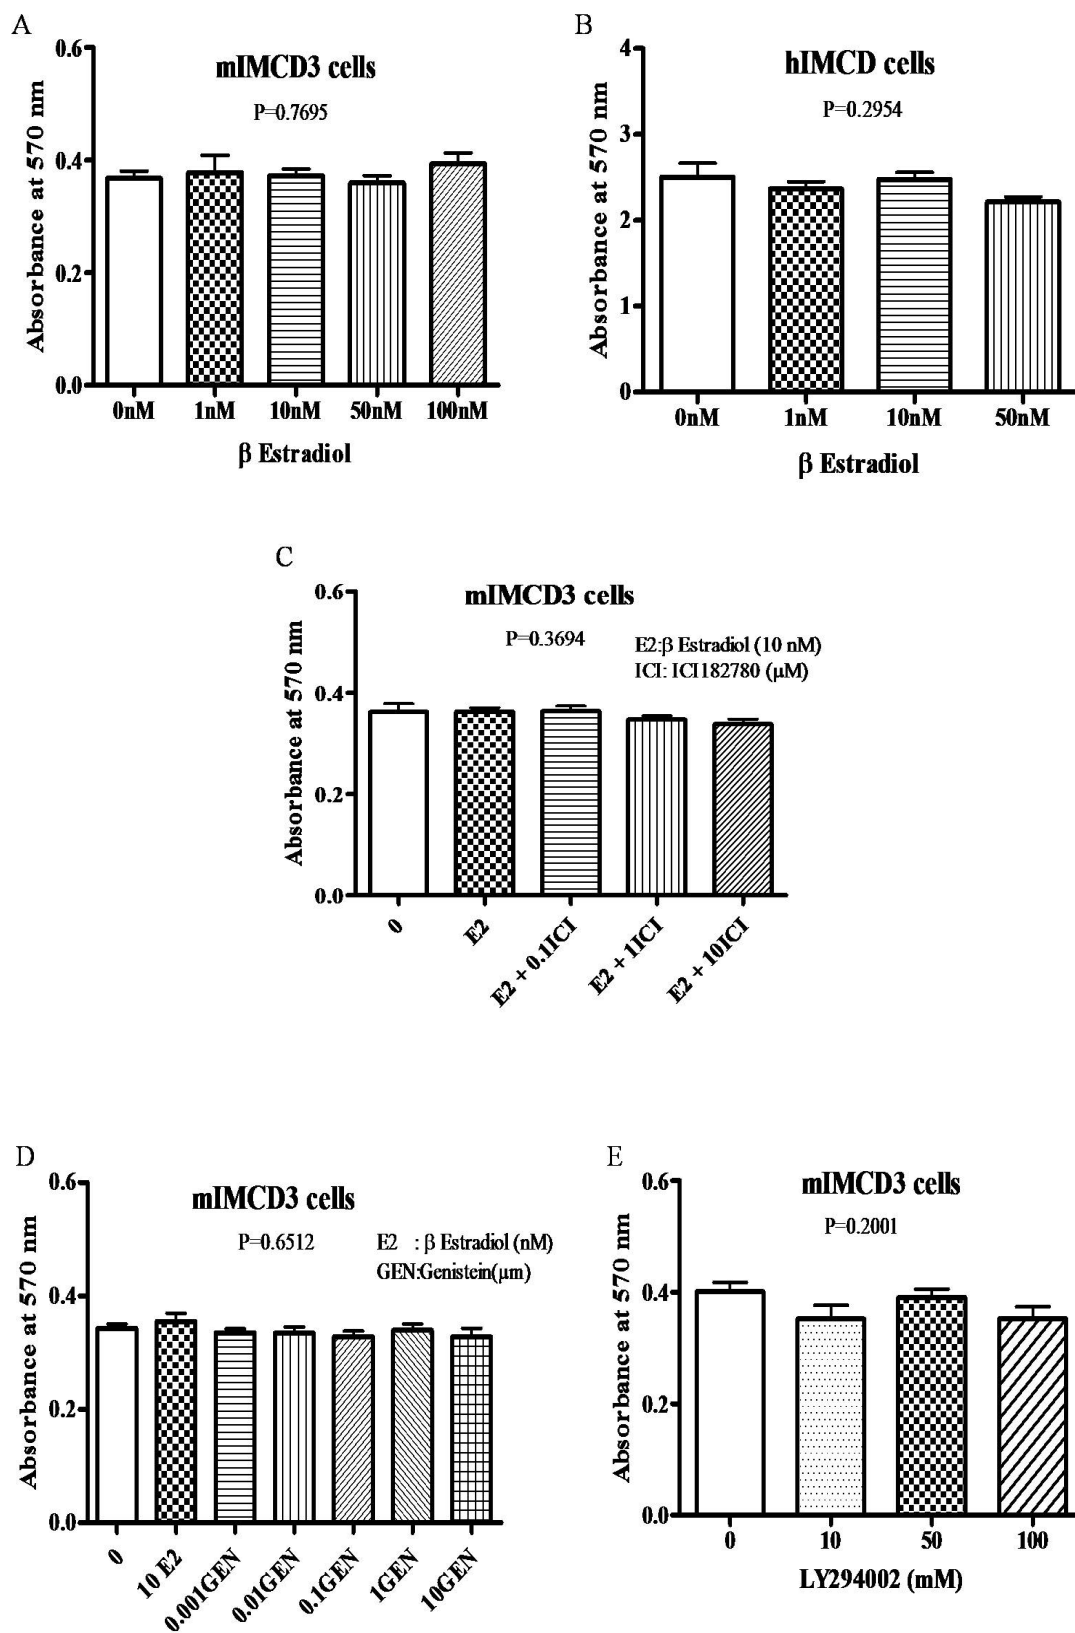 A
mIMCD3 cells
P=0.7695
Absorbance at 570 nm
0.6
0.4
0.2
0.0
0nM 1nM 10nM 50nM 100nM
β Estradiol
B
hIMCD cells
P=0.2954
Absorbance at 570 nm
4
3
2
1
0
0nM 1nM 10nM 50nM
β Estradiol
C
mIMCD3 cells
P=0.3694
E2:β Estradiol (10 nM)
ICI: ICI182780 (μM)
Absorbance at 570 nm
0.6
0.4
0.2
0.0
0
E2
E2 + 0.1ICI
E2 + 1ICI
E2 + 10ICI
D
mIMCD3 cells
P=0.6512
E2 : β Estradiol (nM)
GEN:Genistein(μm)
Absorbance at 570 nm
0.6
0.4
0.2
0.0
0
10 E2
0.001GEN
0.01GEN
0.1GEN
1GEN
10GEN
E
mIMCD3 cells
P=0.2001
Absorbance at 570 nm
0.6
0.4
0.2
0.0
0 10 50 100
LY294002 (mM)